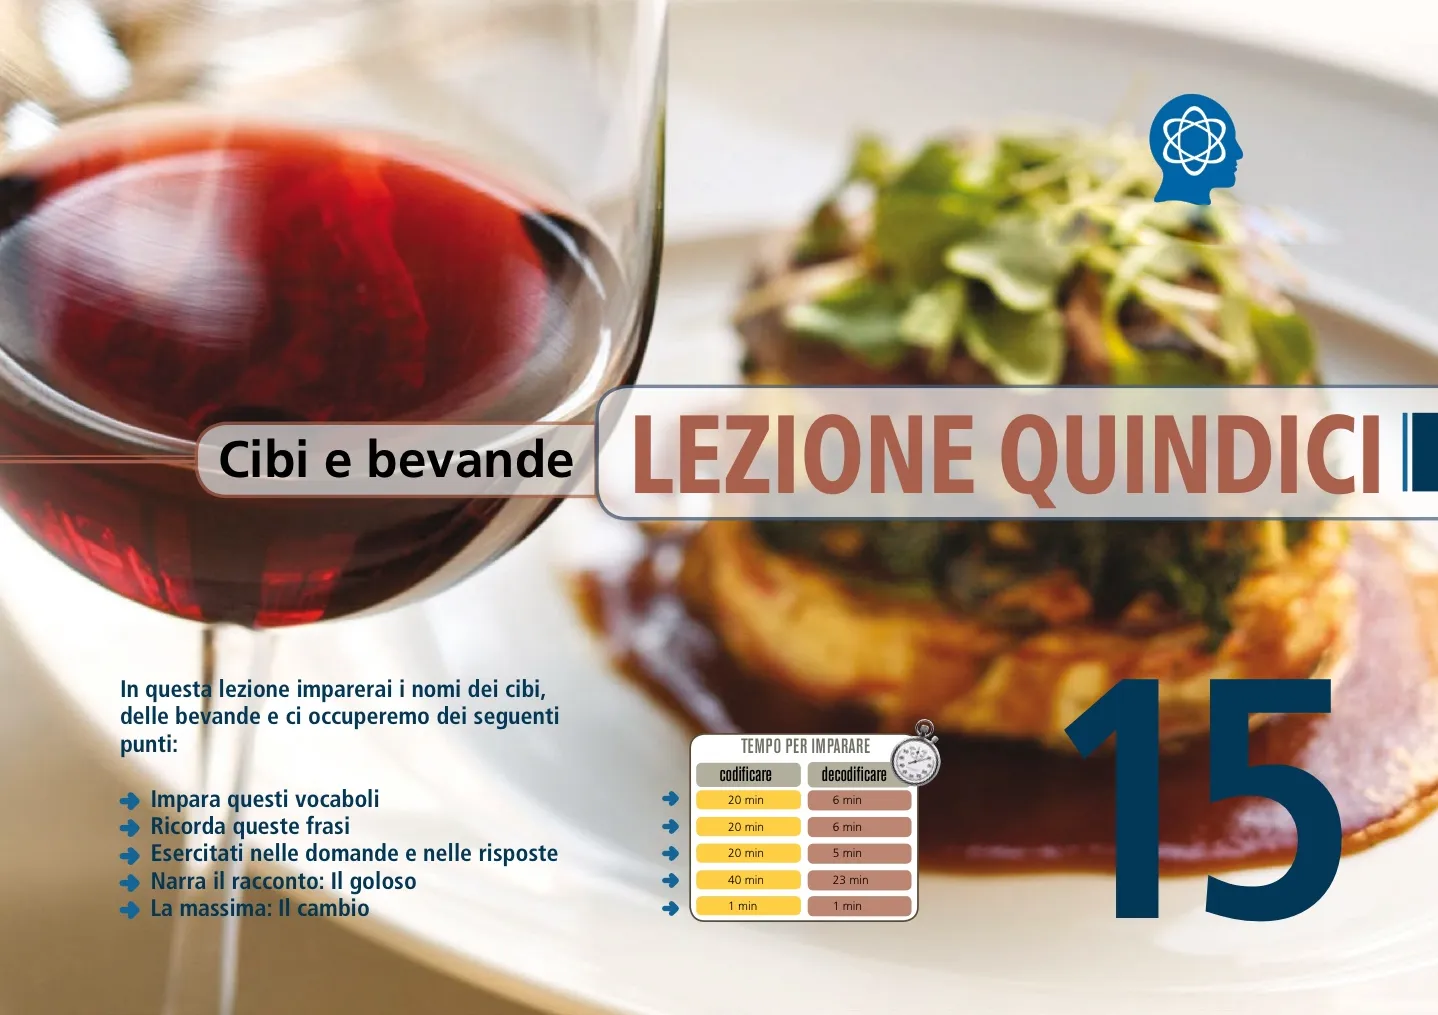 Cibi e bevande
LEZIONE QUINDICI
In questa lezione imparerai i nomi dei cibi,
delle bevande e ci occuperemo dei seguenti
punti:
Impara questi vocaboli
Ricorda queste frasi
Esercitati nelle domande e nelle risposte
Narra il racconto: Il goloso
La massima: Il cambio
TEMPO PER IMPARARE
codificare decodificare
20 min 6 min
20 min 6 min
20 min 5 min
40 min 23 min
1 min 1 min
15